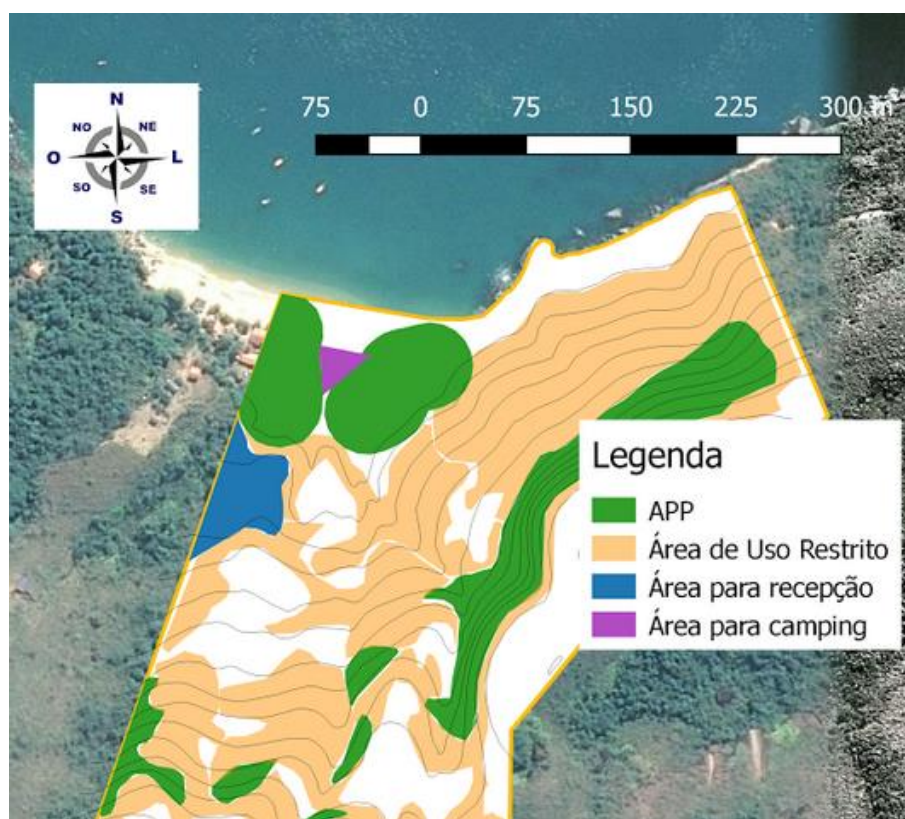 N
NO NE
O L
SO SE
S
75 0 75 150 225 300 m
Legenda
APP
Área de Uso Restrito
Área para recepção
Área para camping